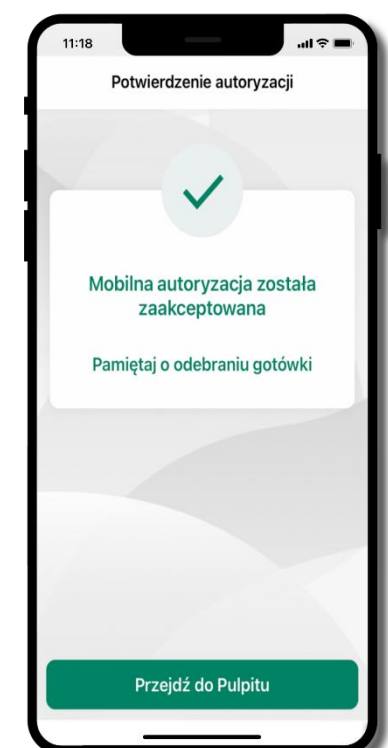 11:18
Potwierdzenie autoryzacji
Mobilna autoryzacja została
zaakceptowana
Pamiętaj o odebraniu gotówki
Przejdź do Pulpitu